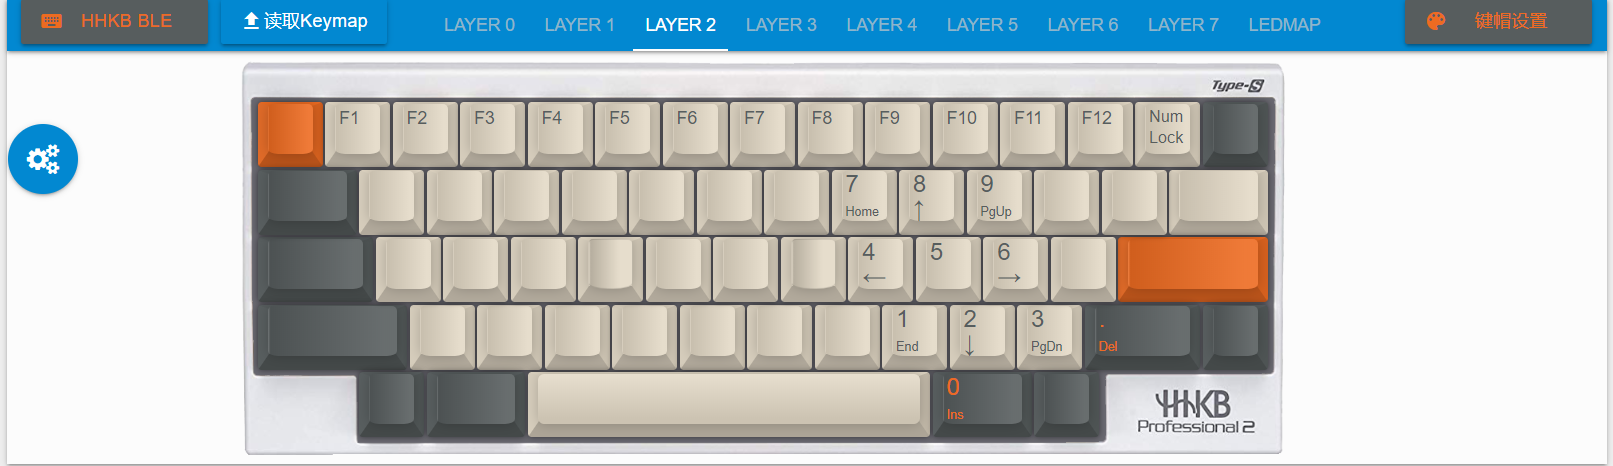 HHKB BLE 读取Keymap LAYER 0 LAYER 1 LAYER 2 LAYER 3 LAYER 4 LAYER 5 LAYER 6 LAYER 7 LEDMAP 键帽设置
Type-S
F1 F2 F3 F4 F5 F6 F7 F8 F9 F10 F11 F12 Num
Lock
7 8 9
Home ↑ PgUp
4 5 6
← →
1 2 3 .
End ↓ PgDn Del
0
Ins
HHKB
Professional 2